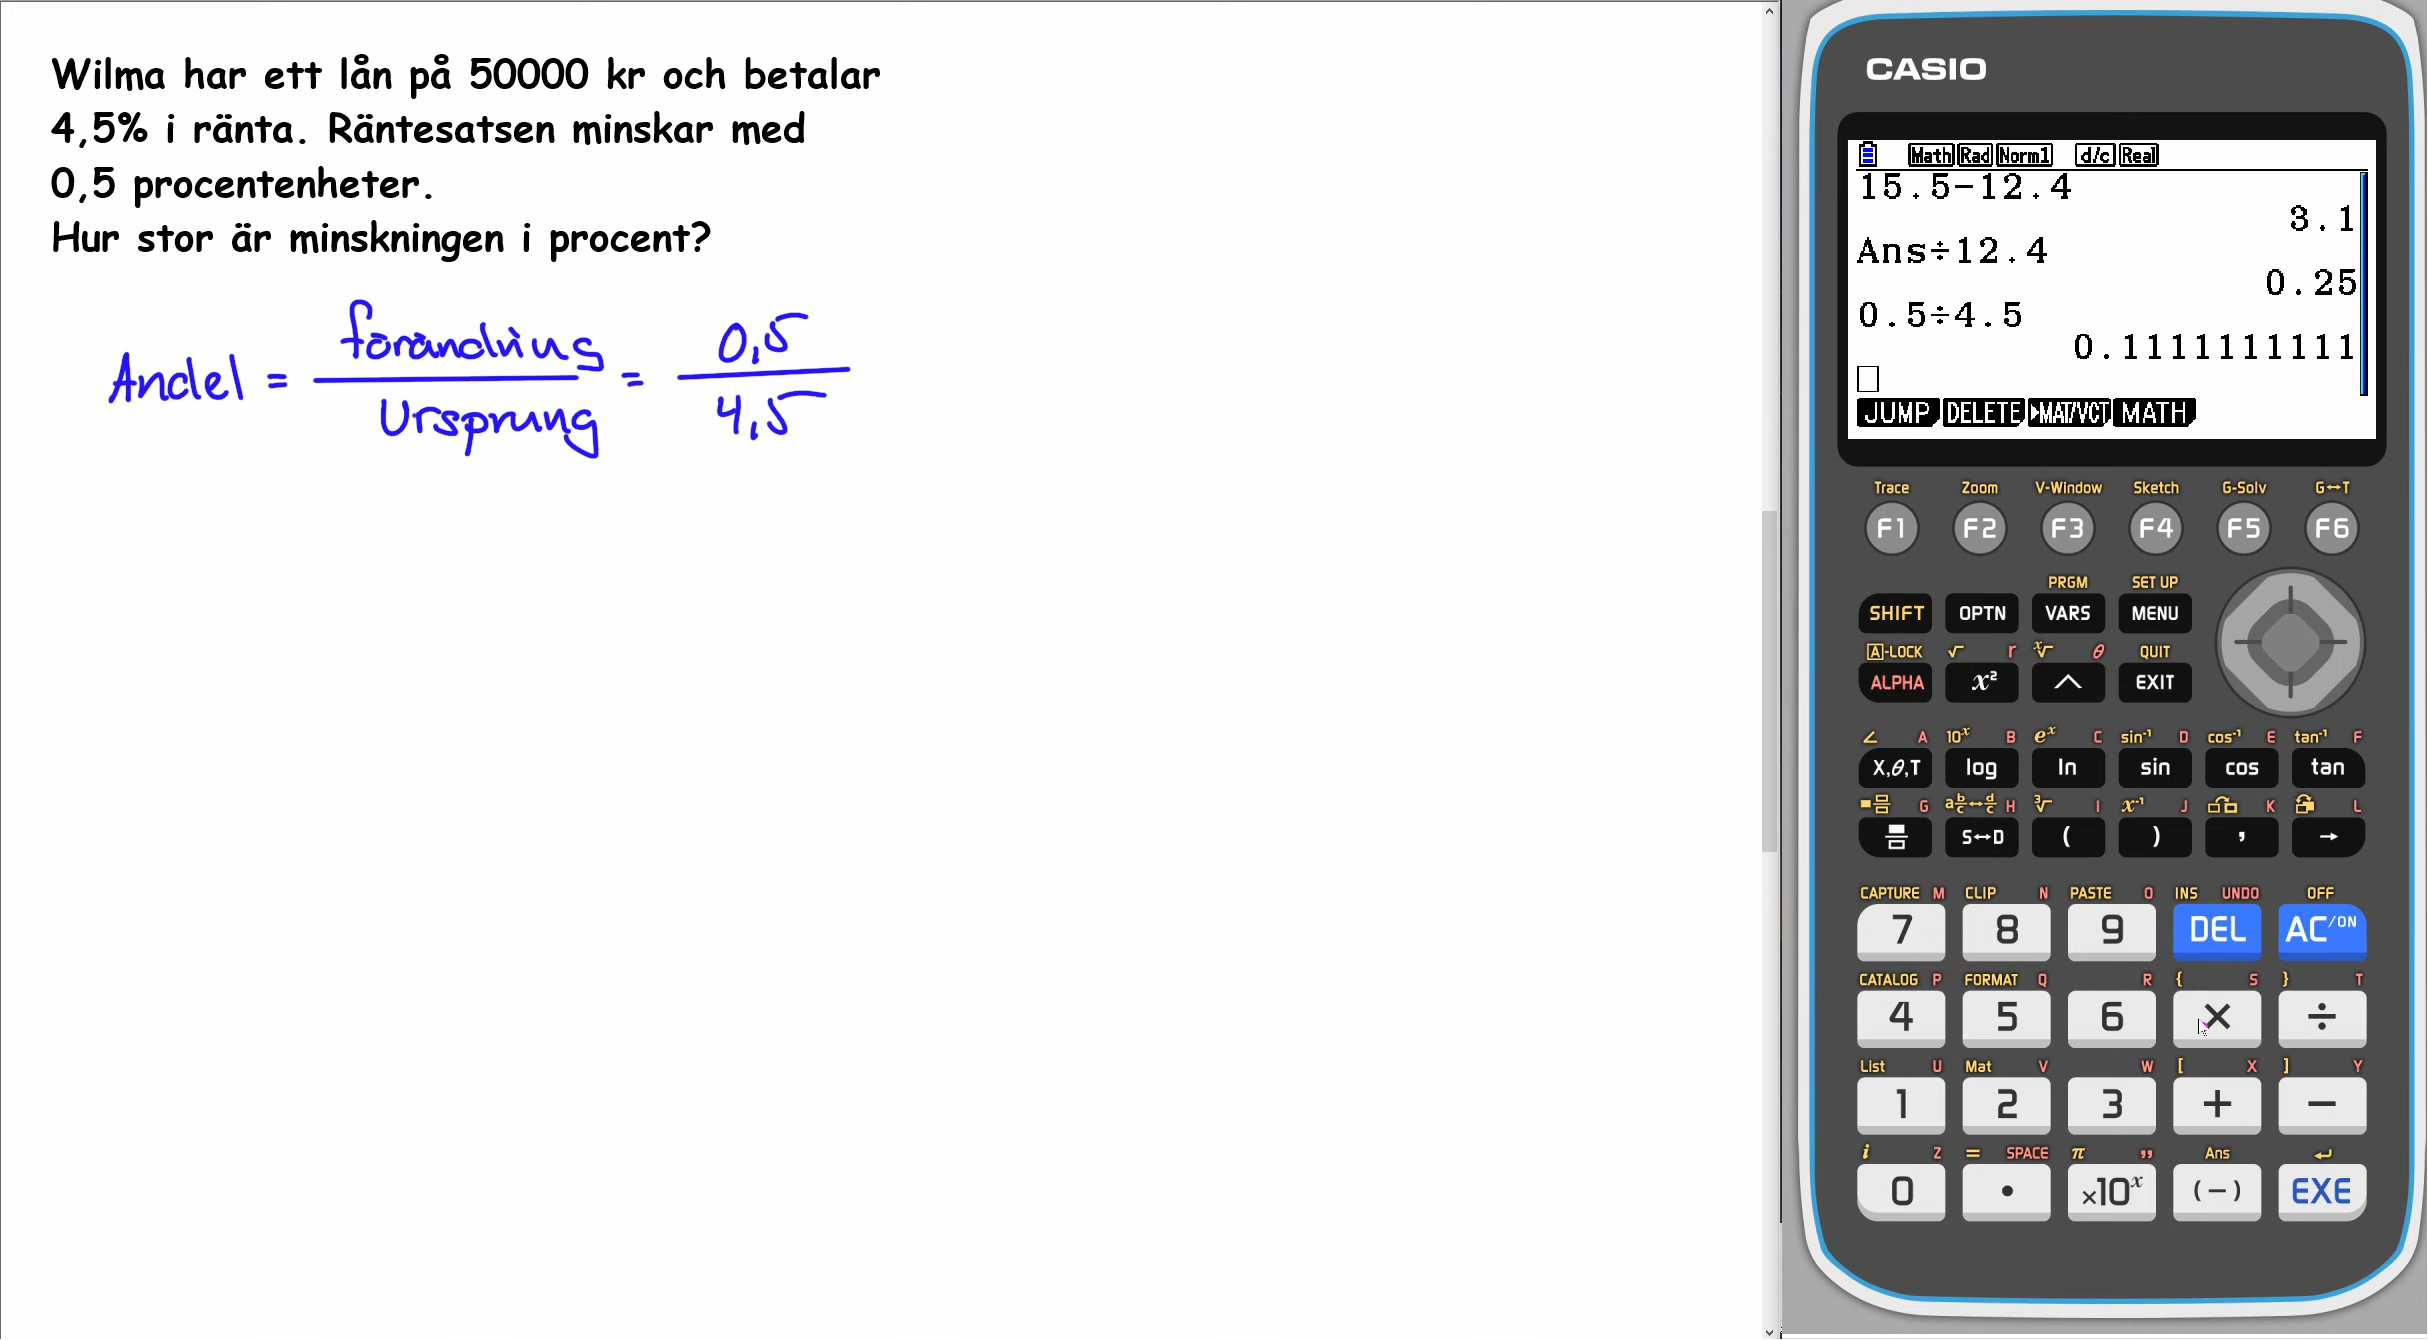 Wilma har ett lån på 50000 kr och betalar
4,5% i ränta. Räntesatsen minskar med
0,5 procentenheter.
Hur stor är minskningen i procent?
Andel = förändring / Ursprung = 0,5 / 4,5
CASIO
Math Rad Norm1 d/c Real
15.5-12.4
3.1
Ans÷12.4
0.25
0.5÷4.5
0.1111111111
JUMP DELETE ►MAT/VCT MATH
Trace Zoom V-Window Sketch G-Solv G↔T
F1 F2 F3 F4 F5 F6
PRGM SET UP
SHIFT OPTN VARS MENU
A-LOCK √ r ˣ√ θ QUIT
ALPHA x² ^ EXIT
∠ A 10ˣ B eˣ C sin⁻¹ D cos⁻¹ E tan⁻¹ F
X,θ,T log ln sin cos tan
G a b/c↔d/c H ³√ I x⁻¹ J K L
S↔D ( ) , →
CAPTURE M CLIP N PASTE O INS UNDO OFF
7 8 9 DEL AC/ON
CATALOG P FORMAT Q R { S } T
4 5 6 × ÷
List U Mat V W [ X ] Y
1 2 3 + −
i Z = SPACE π " Ans ↵
0 • ×10ˣ (−) EXE